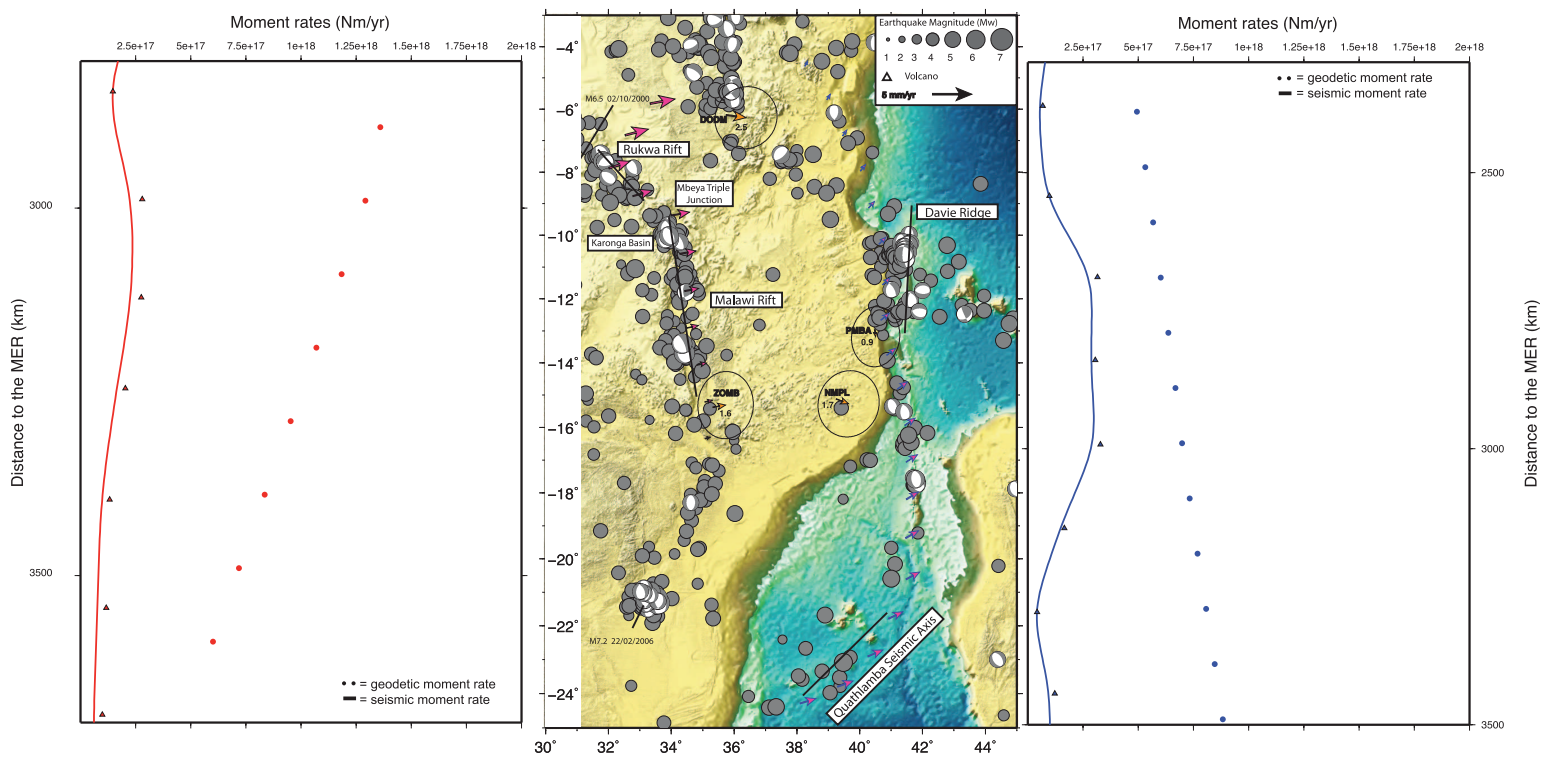 Moment rates (Nm/yr)
2.5e+17 5e+17 7.5e+17 1e+18 1.25e+18 1.5e+18 1.75e+18 2e+18
Distance to the MER (km)
3000
3500
• • = geodetic moment rate
= seismic moment rate
−4°
−6°
−8°
−10°
−12°
−14°
−16°
−18°
−20°
−22°
−24°
30° 32° 34° 36° 38° 40° 42° 44°
Earthquake Magnitude (Mw)
1 2 3 4 5 6 7
Volcano
5 mm/yr
M6.5 02/10/2000
DODM
2.5
Rukwa Rift
Mbeya Triple
Junction
Karonga Basin
Davie Ridge
Malawi Rift
PMBA
0.9
ZOMB
1.6
NMPL
1.7
M7.2 22/02/2006
Quathlamba Seismic Axis
Moment rates (Nm/yr)
2.5e+17 5e+17 7.5e+17 1e+18 1.25e+18 1.5e+18 1.75e+18 2e+18
• • = geodetic moment rate
= seismic moment rate
2500
3000
3500
Distance to the MER (km)